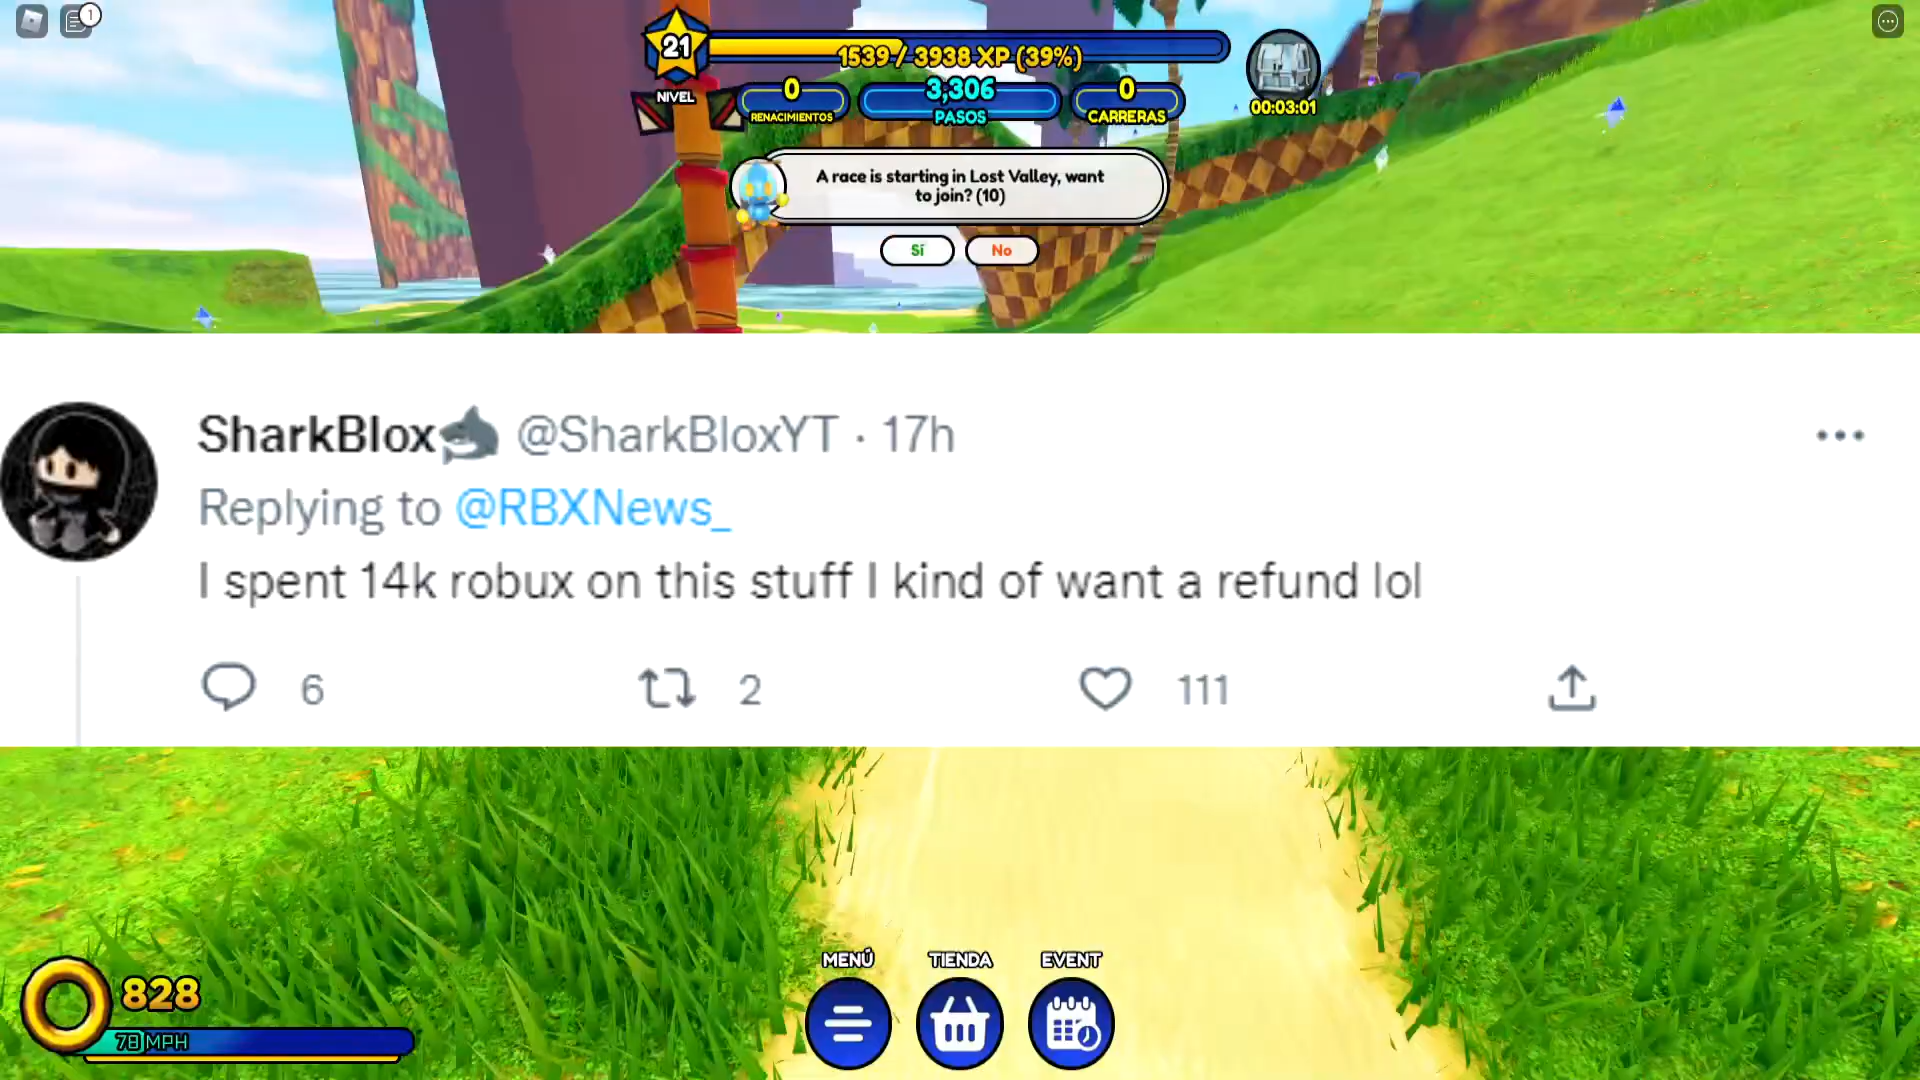 1
21
NIVEL
1539 / 3938 XP (39%)
0
RENACIMIENTOS
3,306
PASOS
0
CARRERAS
00:03:01
A race is starting in Lost Valley, want
to join? (10)
Sí
No
SharkBlox @SharkBloxYT · 17h
Replying to @RBXNews_
I spent 14k robux on this stuff I kind of want a refund lol
6
2
111
MENÚ
TIENDA
EVENT
828
78 MPH